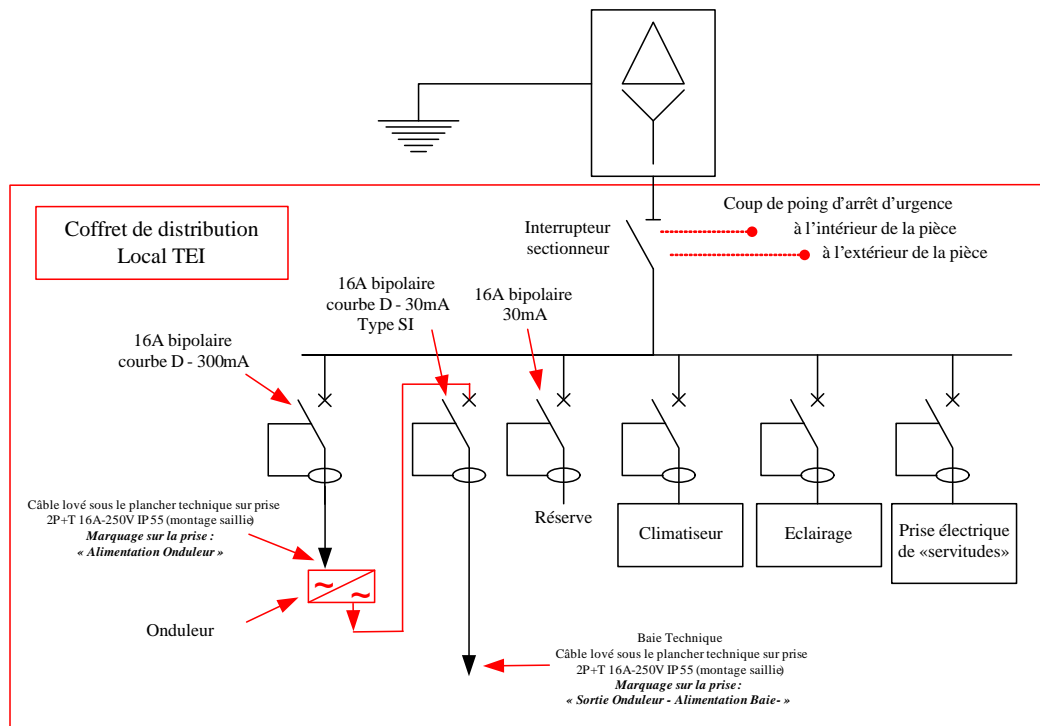 Coffret de distribution
Local TEI
Interrupteur
sectionneur
Coup de poing d’arrêt d’urgence
à l’intérieur de la pièce
à l’extérieur de la pièce
16A bipolaire
courbe D - 300mA
16A bipolaire
courbe D - 30mA
Type SI
16A bipolaire
30mA
Câble lové sous le plancher technique sur prise
2P+T 16A-250V IP55 (montage saillie)
Marquage sur la prise :
« Alimentation Onduleur »
Réserve
Climatiseur
Eclairage
Prise électrique
de «servitudes»
~
~
Onduleur
Baie Technique
Câble lové sous le plancher technique sur prise
2P+T 16A-250V IP55 (montage saillie)
Marquage sur la prise :
« Sortie Onduleur - Alimentation Baie- »